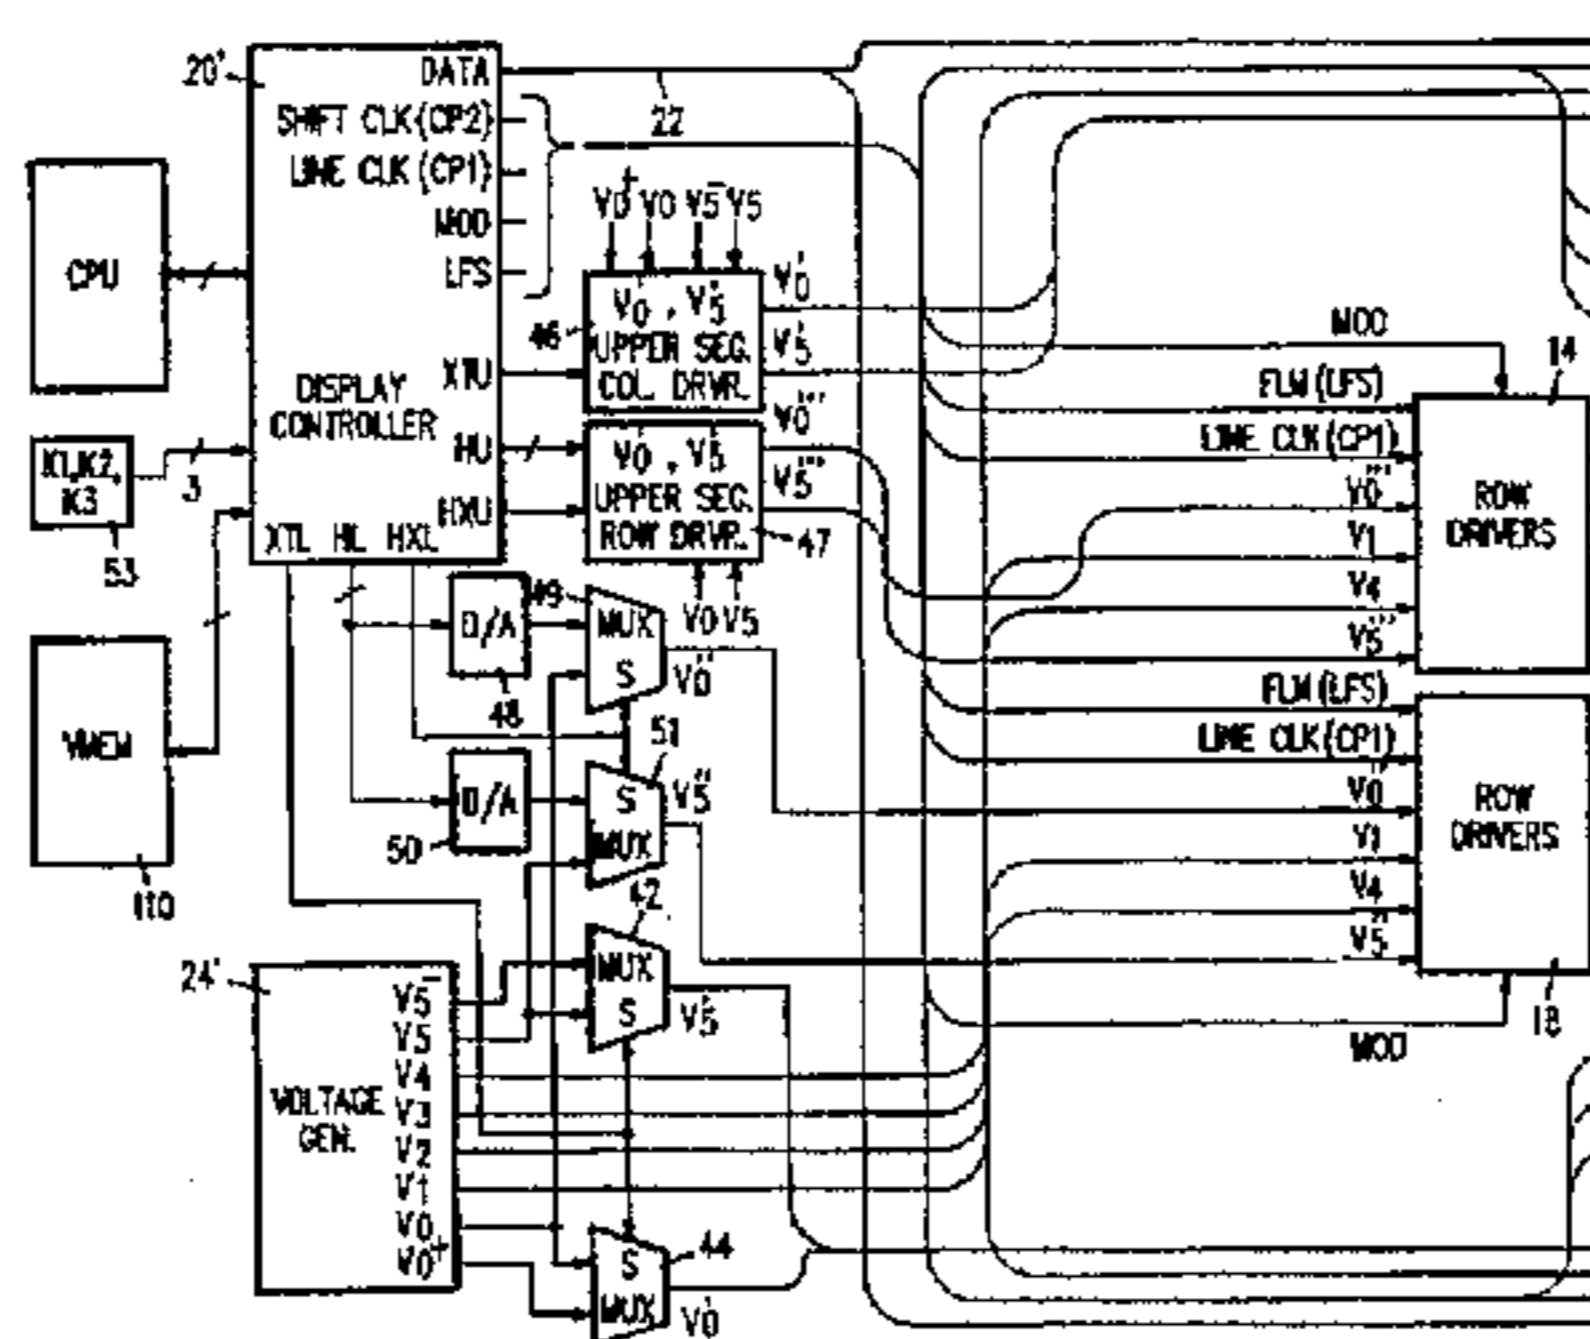 20'
DATA
SHIFT CLK (CP2)
LINE CLK (CP1)
MOD
LFS
XTU
DISPLAY
CONTROLLER
HU
HXU
XTL HL HXL
22
CPU
K1,K2,
K3
53
3
VMEM
110
V0+ V0 V5- V5
V0', V5'
UPPER SEG.
COL. DRVR.
46
V0'
V5'
V0'''
V5'''
V0', V5'
UPPER SEG.
ROW DRVR.
47
V0 V5
D/A
48
49
MUX
S
V0''
D/A
50
51
S
MUX
V5''
42
MUX
S
V5'
24'
VOLTAGE
GEN.
V5-
V5
V4
V3
V2
V1
V0
V0+
S
MUX
44
V0'
MOD
FLM (LFS)
LINE CLK (CP1)
V0'''
V1
V4
V5'''
14
ROW
DRIVERS
FLM (LFS)
LINE CLK (CP1)
V0''
V1
V4
V5''
ROW
DRIVERS
18
MOD